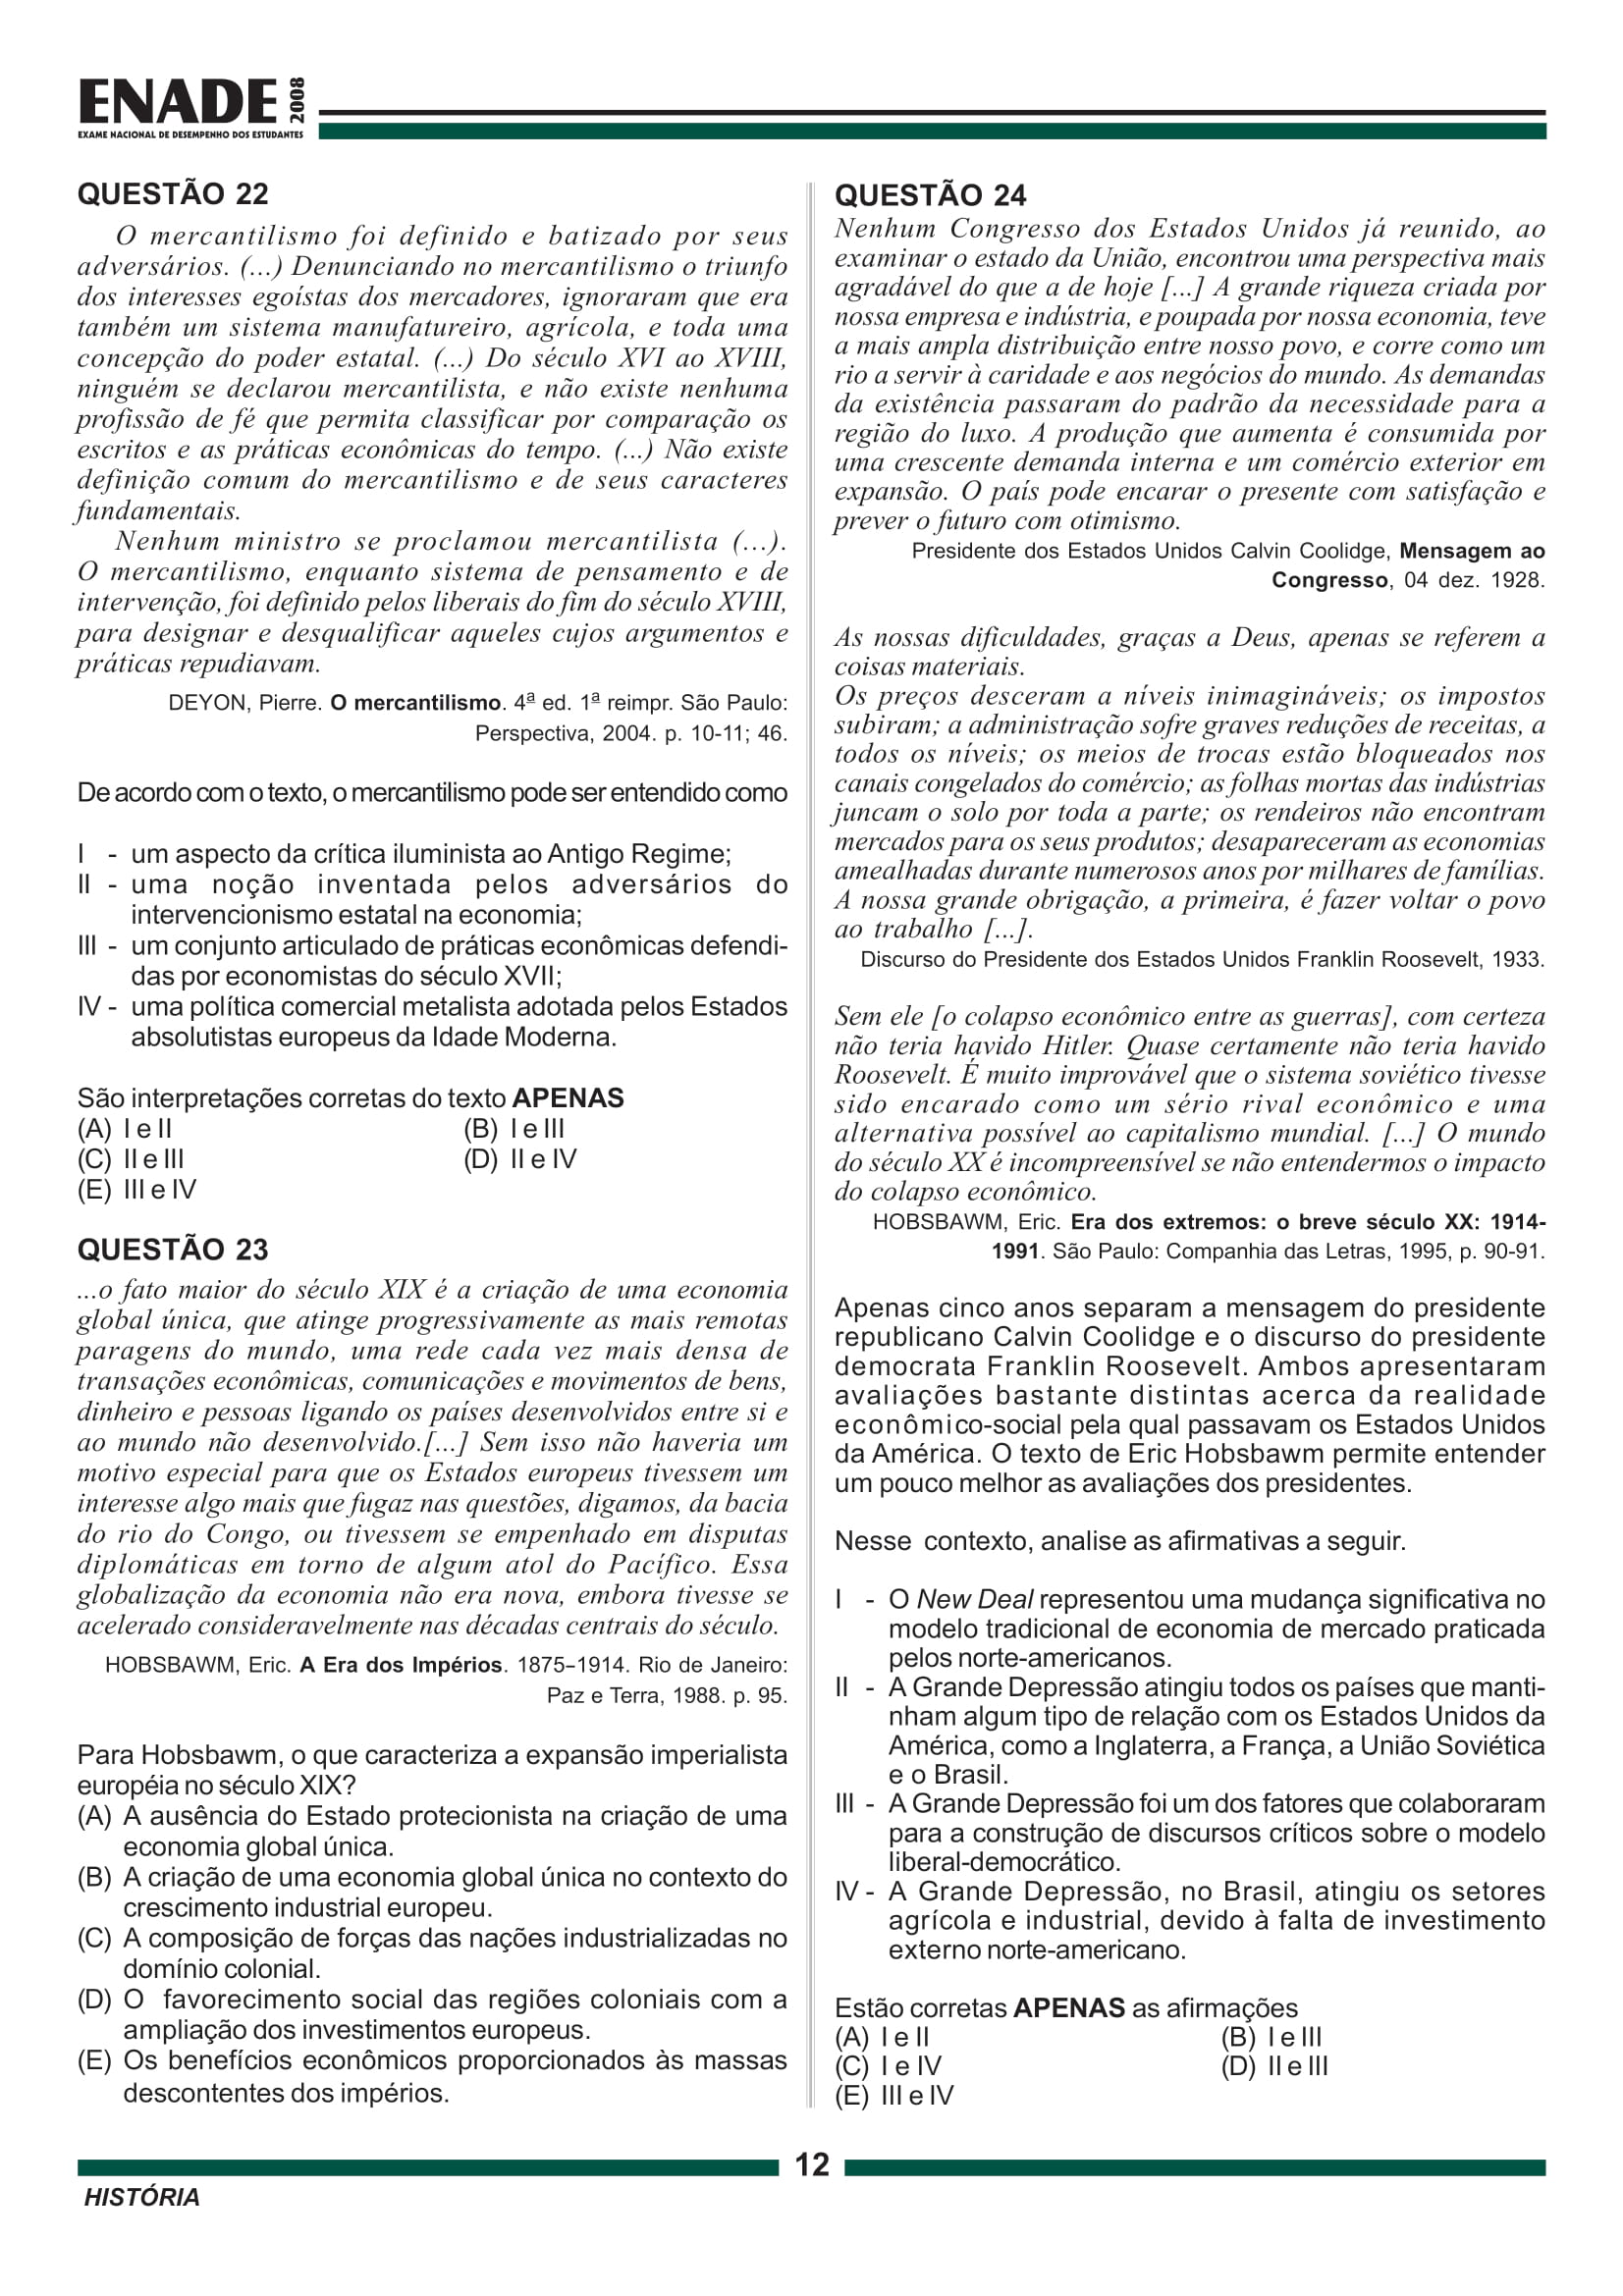 ENADE 2008
EXAME NACIONAL DE DESEMPENHO DOS ESTUDANTES
QUESTÃO 22
O mercantilismo foi definido e batizado por seus
adversários. (...) Denunciando no mercantilismo o triunfo
dos interesses egoístas dos mercadores, ignoraram que era
também um sistema manufatureiro, agrícola, e toda uma
concepção do poder estatal. (...) Do século XVI ao XVIII,
ninguém se declarou mercantilista, e não existe nenhuma
profissão de fé que permita classificar por comparação os
escritos e as práticas econômicas do tempo. (...) Não existe
definição comum do mercantilismo e de seus caracteres
fundamentais.
Nenhum ministro se proclamou mercantilista (...).
O mercantilismo, enquanto sistema de pensamento e de
intervenção, foi definido pelos liberais do fim do século XVIII,
para designar e desqualificar aqueles cujos argumentos e
práticas repudiavam.
DEYON, Pierre. O mercantilismo. 4ª ed. 1ª reimpr. São Paulo:
Perspectiva, 2004. p. 10-11; 46.
De acordo com o texto, o mercantilismo pode ser entendido como
I - um aspecto da crítica iluminista ao Antigo Regime;
II - uma noção inventada pelos adversários do
intervencionismo estatal na economia;
III - um conjunto articulado de práticas econômicas defendi-
das por economistas do século XVII;
IV - uma política comercial metalista adotada pelos Estados
absolutistas europeus da Idade Moderna.
São interpretações corretas do texto APENAS
(A) I e II (B) I e III
(C) II e III (D) II e IV
(E) III e IV
QUESTÃO 23
...o fato maior do século XIX é a criação de uma economia
global única, que atinge progressivamente as mais remotas
paragens do mundo, uma rede cada vez mais densa de
transações econômicas, comunicações e movimentos de bens,
dinheiro e pessoas ligando os países desenvolvidos entre si e
ao mundo não desenvolvido.[...] Sem isso não haveria um
motivo especial para que os Estados europeus tivessem um
interesse algo mais que fugaz nas questões, digamos, da bacia
do rio do Congo, ou tivessem se empenhado em disputas
diplomáticas em torno de algum atol do Pacífico. Essa
globalização da economia não era nova, embora tivesse se
acelerado consideravelmente nas décadas centrais do século.
HOBSBAWM, Eric. A Era dos Impérios. 1875–1914. Rio de Janeiro:
Paz e Terra, 1988. p. 95.
Para Hobsbawm, o que caracteriza a expansão imperialista
européia no século XIX?
(A) A ausência do Estado protecionista na criação de uma
economia global única.
(B) A criação de uma economia global única no contexto do
crescimento industrial europeu.
(C) A composição de forças das nações industrializadas no
domínio colonial.
(D) O favorecimento social das regiões coloniais com a
ampliação dos investimentos europeus.
(E) Os benefícios econômicos proporcionados às massas
descontentes dos impérios.
QUESTÃO 24
Nenhum Congresso dos Estados Unidos já reunido, ao
examinar o estado da União, encontrou uma perspectiva mais
agradável do que a de hoje [...] A grande riqueza criada por
nossa empresa e indústria, e poupada por nossa economia, teve
a mais ampla distribuição entre nosso povo, e corre como um
rio a servir à caridade e aos negócios do mundo. As demandas
da existência passaram do padrão da necessidade para a
região do luxo. A produção que aumenta é consumida por
uma crescente demanda interna e um comércio exterior em
expansão. O país pode encarar o presente com satisfação e
prever o futuro com otimismo.
Presidente dos Estados Unidos Calvin Coolidge, Mensagem ao
Congresso, 04 dez. 1928.
As nossas dificuldades, graças a Deus, apenas se referem a
coisas materiais.
Os preços desceram a níveis inimagináveis; os impostos
subiram; a administração sofre graves reduções de receitas, a
todos os níveis; os meios de trocas estão bloqueados nos
canais congelados do comércio; as folhas mortas das indústrias
juncam o solo por toda a parte; os rendeiros não encontram
mercados para os seus produtos; desapareceram as economias
amealhadas durante numerosos anos por milhares de famílias.
A nossa grande obrigação, a primeira, é fazer voltar o povo
ao trabalho [...].
Discurso do Presidente dos Estados Unidos Franklin Roosevelt, 1933.
Sem ele [o colapso econômico entre as guerras], com certeza
não teria havido Hitler. Quase certamente não teria havido
Roosevelt. É muito improvável que o sistema soviético tivesse
sido encarado como um sério rival econômico e uma
alternativa possível ao capitalismo mundial. [...] O mundo
do século XX é incompreensível se não entendermos o impacto
do colapso econômico.
HOBSBAWM, Eric. Era dos extremos: o breve século XX: 1914-
1991. São Paulo: Companhia das Letras, 1995, p. 90-91.
Apenas cinco anos separam a mensagem do presidente
republicano Calvin Coolidge e o discurso do presidente
democrata Franklin Roosevelt. Ambos apresentaram
avaliações bastante distintas acerca da realidade
econômico-social pela qual passavam os Estados Unidos
da América. O texto de Eric Hobsbawm permite entender
um pouco melhor as avaliações dos presidentes.
Nesse contexto, analise as afirmativas a seguir.
I - O New Deal representou uma mudança significativa no
modelo tradicional de economia de mercado praticada
pelos norte-americanos.
II - A Grande Depressão atingiu todos os países que manti-
nham algum tipo de relação com os Estados Unidos da
América, como a Inglaterra, a França, a União Soviética
e o Brasil.
III - A Grande Depressão foi um dos fatores que colaboraram
para a construção de discursos críticos sobre o modelo
liberal-democrático.
IV - A Grande Depressão, no Brasil, atingiu os setores
agrícola e industrial, devido à falta de investimento
externo norte-americano.
Estão corretas APENAS as afirmações
(A) I e II (B) I e III
(C) I e IV (D) II e III
(E) III e IV
12
HISTÓRIA